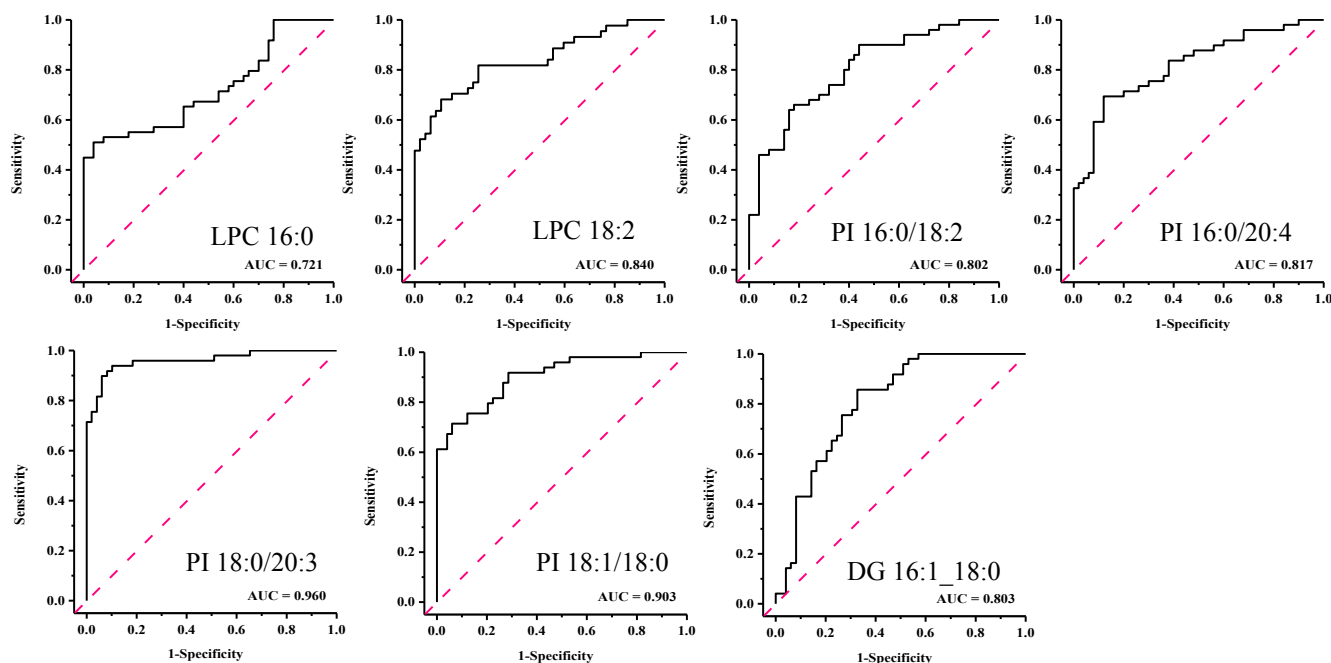 1.0
0.8
0.6
0.4
0.2
0.0
Sensitivity
LPC 16:0
AUC = 0.721
0.0 0.2 0.4 0.6 0.8 1.0
1-Specificity
1.0
0.8
0.6
0.4
0.2
0.0
Sensitivity
LPC 18:2
AUC = 0.840
0.0 0.2 0.4 0.6 0.8 1.0
1-Specificity
1.0
0.8
0.6
0.4
0.2
0.0
Sensitivity
PI 16:0/18:2
AUC = 0.802
0.0 0.2 0.4 0.6 0.8 1.0
1-Specificity
1.0
0.8
0.6
0.4
0.2
0.0
Sensitivity
PI 16:0/20:4
AUC = 0.817
0.0 0.2 0.4 0.6 0.8 1.0
1-Specificity
1.0
0.8
0.6
0.4
0.2
0.0
Sensitivity
PI 18:0/20:3
AUC = 0.960
0.0 0.2 0.4 0.6 0.8 1.0
1-Specificity
1.0
0.8
0.6
0.4
0.2
0.0
Sensitivity
PI 18:1/18:0
AUC = 0.903
0.0 0.2 0.4 0.6 0.8 1.0
1-Specificity
1.0
0.8
0.6
0.4
0.2
0.0
Sensitivity
DG 16:1_18:0
AUC = 0.803
0.0 0.2 0.4 0.6 0.8 1.0
1-Specificity